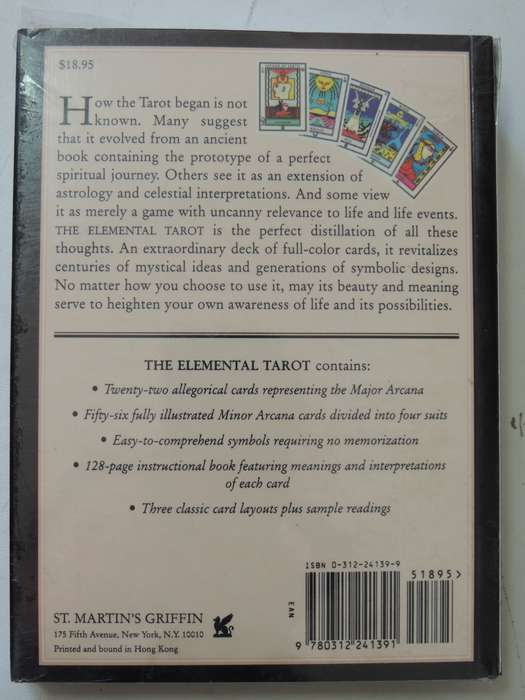 $18.95
How the Tarot began is not
known. Many suggest
that it evolved from an ancient
book containing the prototype of a perfect
spiritual journey. Others see it as an extension of
astrology and celestial interpretations. And some view
it as merely a game with uncanny relevance to life and life events.
THE ELEMENTAL TAROT is the perfect distillation of all these
thoughts. An extraordinary deck of full-color cards, it revitalizes
centuries of mystical ideas and generations of symbolic designs.
No matter how you choose to use it, may its beauty and meaning
serve to heighten your own awareness of life and its possibilities.
THE ELEMENTAL TAROT contains:
• Twenty-two allegorical cards representing the Major Arcana
• Fifty-six fully illustrated Minor Arcana cards divided into four suits
• Easy-to-comprehend symbols requiring no memorization
• 128-page instructional book featuring meanings and interpretations
of each card
• Three classic card layouts plus sample readings
ISBN 0-312-24139-9
51895>
EAN
9 780312 241391
ST. MARTIN'S GRIFFIN
175 Fifth Avenue, New York, N.Y. 10010
Printed and bound in Hong Kong